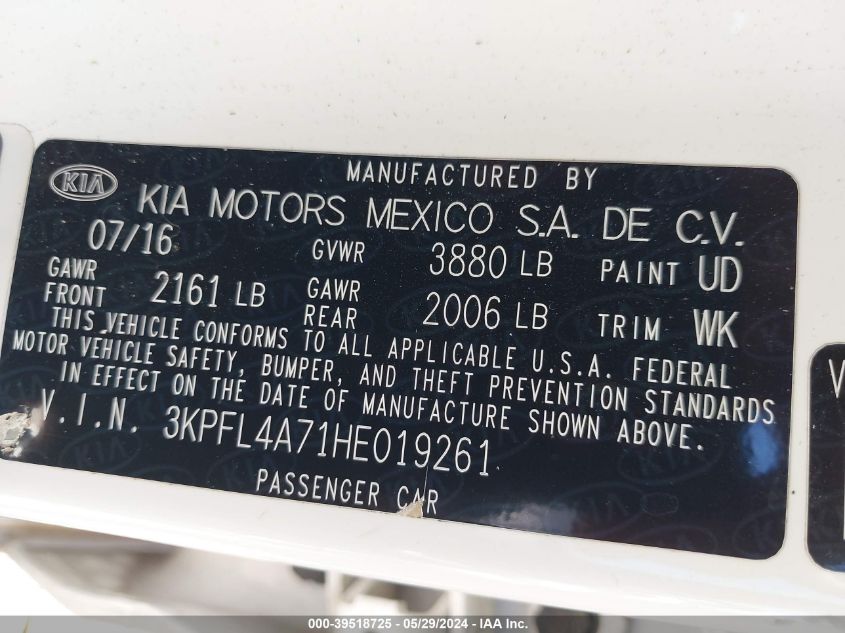 MANUFACTURED BY
KIA KIA MOTORS MEXICO S.A. DE C.V.
07/16 GVWR 3880 LB PAINT UD
GAWR FRONT 2161 LB GAWR REAR 2006 LB TRIM WK
THIS VEHICLE CONFORMS TO ALL APPLICABLE U.S.A. FEDERAL
MOTOR VEHICLE SAFETY, BUMPER, AND THEFT PREVENTION STANDARDS
IN EFFECT ON THE DATE OF MANUFACTURE SHOWN ABOVE.
V.I.N. 3KPFL4A71HE019261
PASSENGER CAR
V
000-39518725 - 05/29/2024 - IAA Inc.